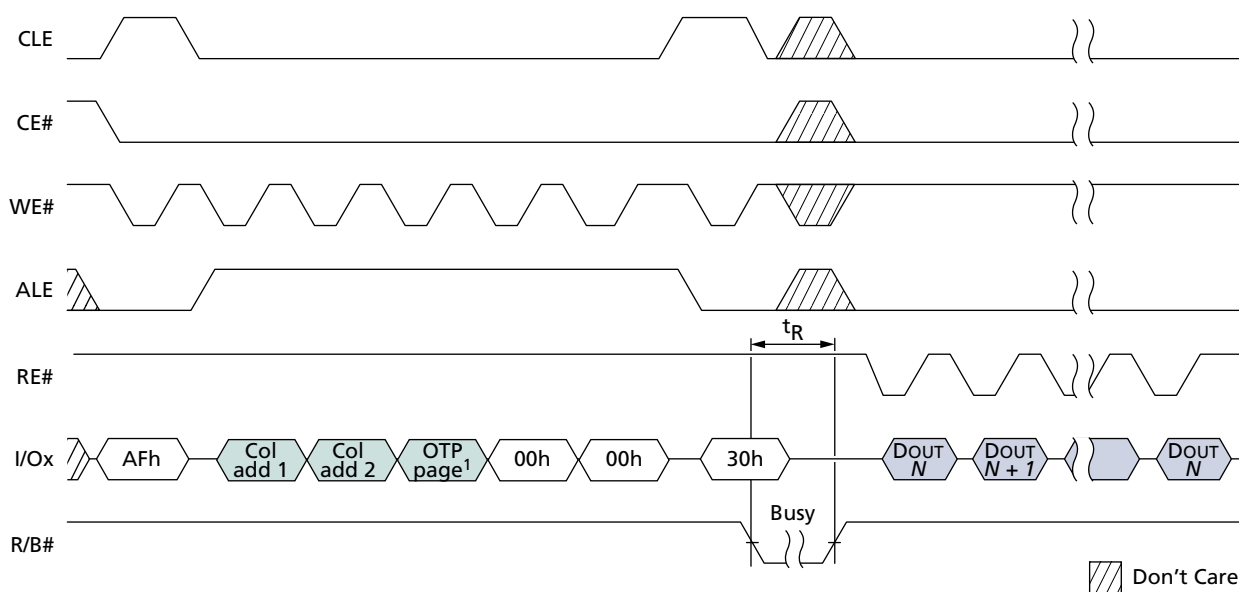 CLE
CE#
WE#
ALE
tR
RE#
I/Ox
AFh
Col
add 1
Col
add 2
OTP
page¹
00h
00h
30h
DOUT
N
DOUT
N + 1
DOUT
N
R/B#
Busy
Don't Care